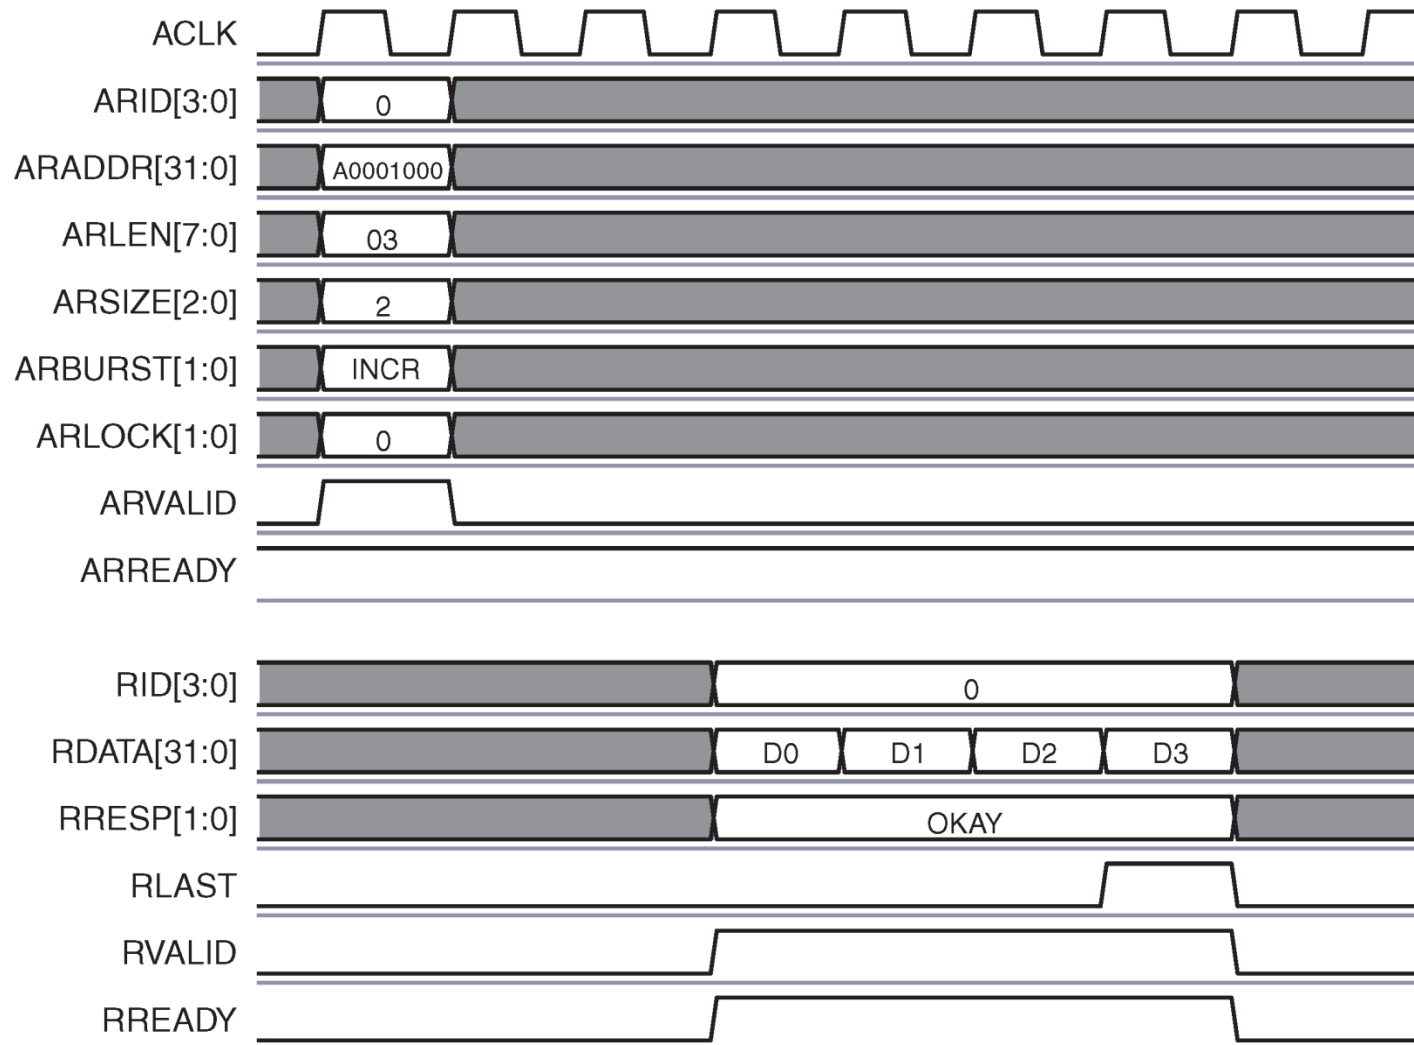 ACLK
ARID[3:0] 0
ARADDR[31:0] A0001000
ARLEN[7:0] 03
ARSIZE[2:0] 2
ARBURST[1:0] INCR
ARLOCK[1:0] 0
ARVALID
ARREADY
RID[3:0] 0
RDATA[31:0] D0 D1 D2 D3
RRESP[1:0] OKAY
RLAST
RVALID
RREADY